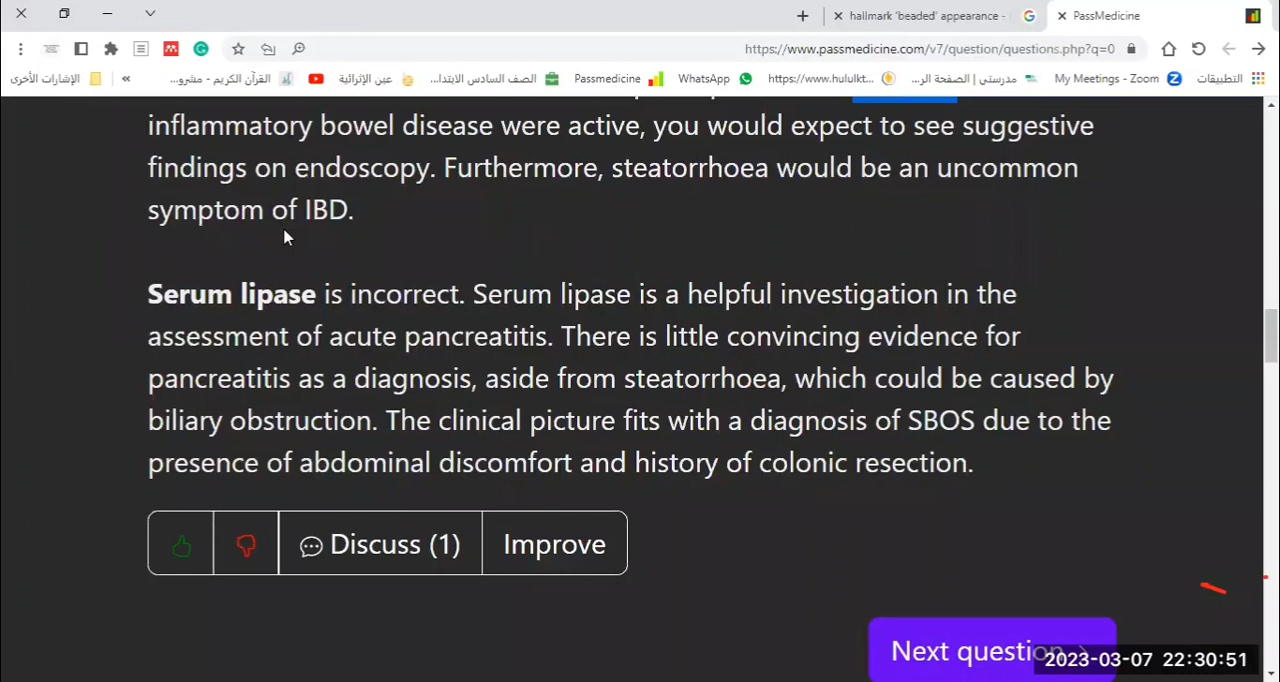 hallmark 'beaded' appearance -
PassMedicine
https://www.passmedicine.com/v7/question/questions.php?q=0
الإشارات الأخرى
»
القرآن الكريم - مشرو...
عين الإثرائية
الصف السادس الابتدا...
Passmedicine
WhatsApp
https://www.hululkt...
مدرستي | الصفحة الر...
My Meetings - Zoom
التطبيقات
inflammatory bowel disease were active, you would expect to see suggestive
findings on endoscopy. Furthermore, steatorrhoea would be an uncommon
symptom of IBD.
Serum lipase is incorrect. Serum lipase is a helpful investigation in the
assessment of acute pancreatitis. There is little convincing evidence for
pancreatitis as a diagnosis, aside from steatorrhoea, which could be caused by
biliary obstruction. The clinical picture fits with a diagnosis of SBOS due to the
presence of abdominal discomfort and history of colonic resection.
Discuss (1)
Improve
Next question
2023-03-07 22:30:51